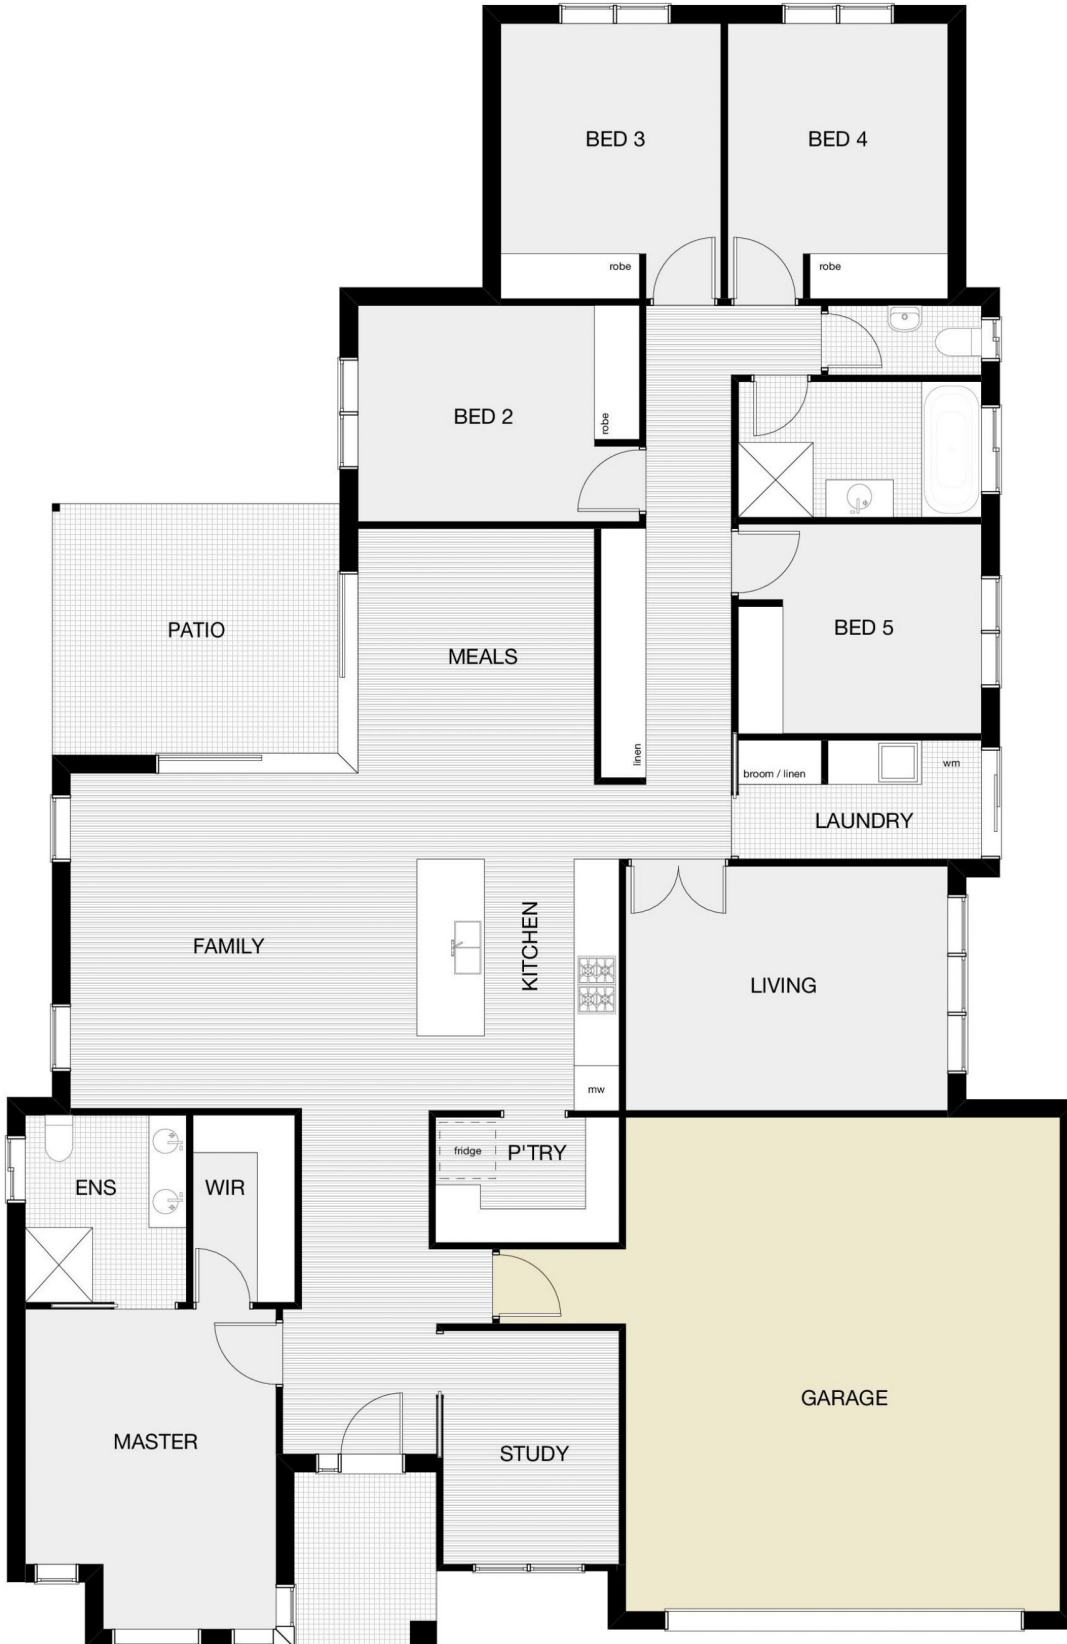 BED 3
BED 4
robe
robe
BED 2
robe
PATIO
MEALS
BED 5
linen
broom / linen
wm
LAUNDRY
FAMILY
KITCHEN
LIVING
mw
fridge
P'TRY
ENS
WIR
GARAGE
MASTER
STUDY